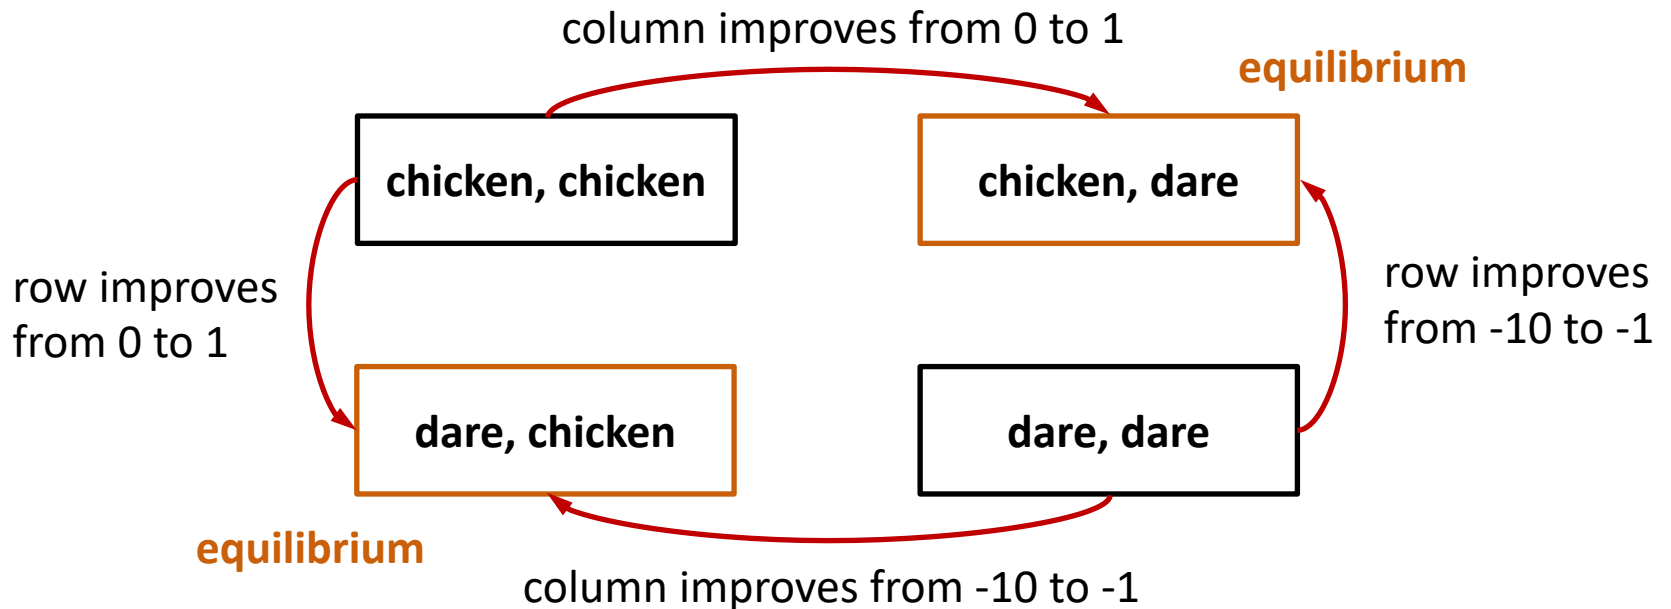 column improves from 0 to 1
equilibrium
chicken, chicken
chicken, dare
row improves
from 0 to 1
row improves
from -10 to -1
dare, chicken
dare, dare
equilibrium
column improves from -10 to -1